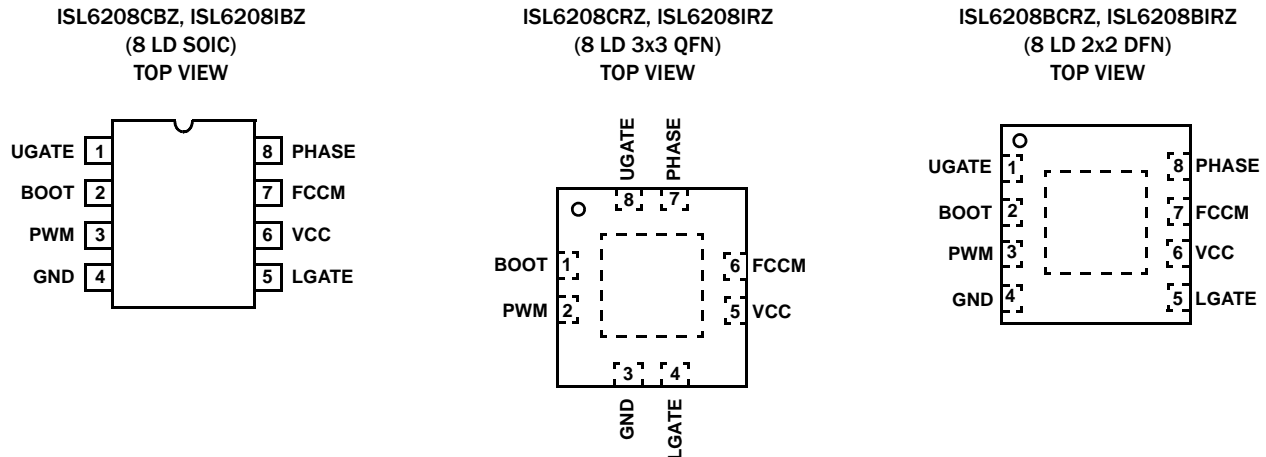 ISL6208CBZ, ISL6208IBZ
(8 LD SOIC)
TOP VIEW
UGATE 1
BOOT 2
PWM 3
GND 4
8 PHASE
7 FCCM
6 VCC
5 LGATE
ISL6208CRZ, ISL6208IRZ
(8 LD 3x3 QFN)
TOP VIEW
UGATE
PHASE
8 7
BOOT 1
PWM 2
6 FCCM
5 VCC
3 4
GND
LGATE
ISL6208BCRZ, ISL6208BIRZ
(8 LD 2x2 DFN)
TOP VIEW
UGATE 1
BOOT 2
PWM 3
GND 4
8 PHASE
7 FCCM
6 VCC
5 LGATE